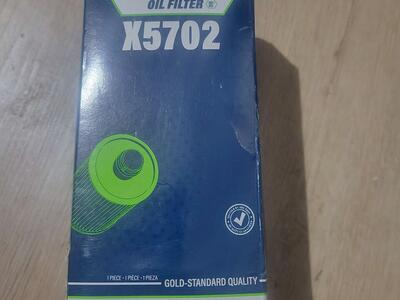 OIL FILTER
X5702
1 PIECE • 1 PIÈCE • 1 PIEZA
GOLD-STANDARD QUALITY